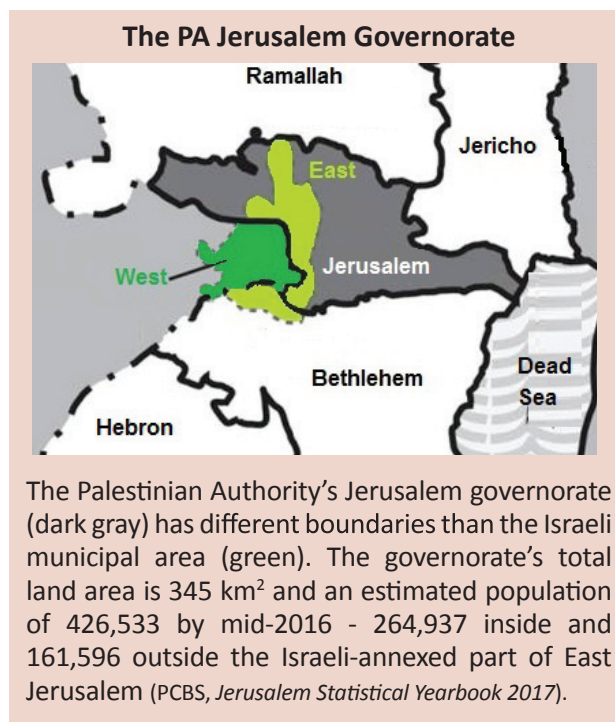 The PA Jerusalem Governorate
Ramallah
Jericho
East
West
Jerusalem
Bethlehem
Dead
Sea
Hebron
The Palestinian Authority’s Jerusalem governorate
(dark gray) has different boundaries than the Israeli
municipal area (green). The governorate’s total
land area is 345 km² and an estimated population
of 426,533 by mid-2016 - 264,937 inside and
161,596 outside the Israeli-annexed part of East
Jerusalem (PCBS, Jerusalem Statistical Yearbook 2017).